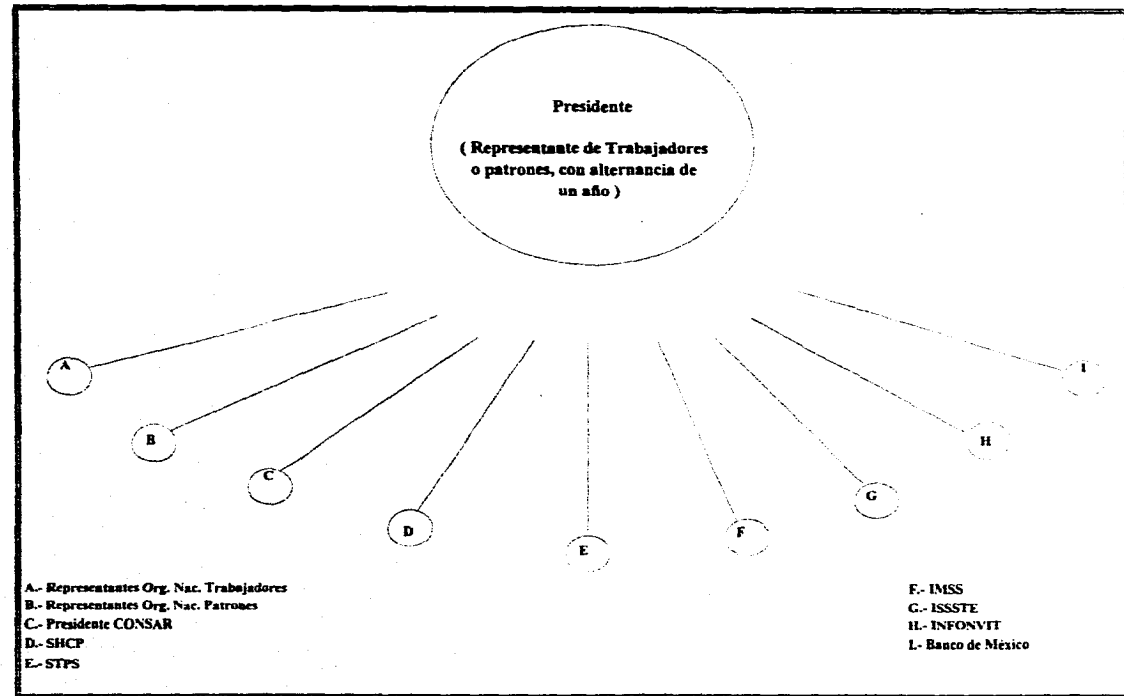 Presidente
( Representante de Trabajadores
o patrones, con alternancia de
un año )
A
B
C
D
E
F
G
H
I
A.- Representantes Org. Nac. Trabajadores
B.- Representantes Org. Nac. Patrones
C.- Presidente CONSAR
D.- SHCP
E.- STPS
F.- IMSS
G.- ISSSTE
H.- INFONVIT
I.- Banco de México